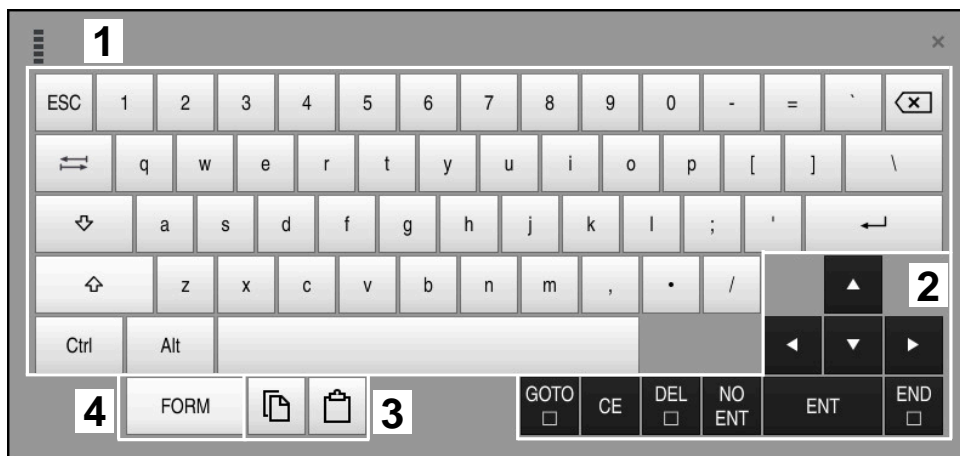 1
×
ESC 1 2 3 4 5 6 7 8 9 0 - = `
q w e r t y u i o p [ ] \
a s d f g h j k l ; '
z x c v b n m , • /
2
Ctrl Alt
4 FORM 3
GOTO CE DEL NO ENT ENT END